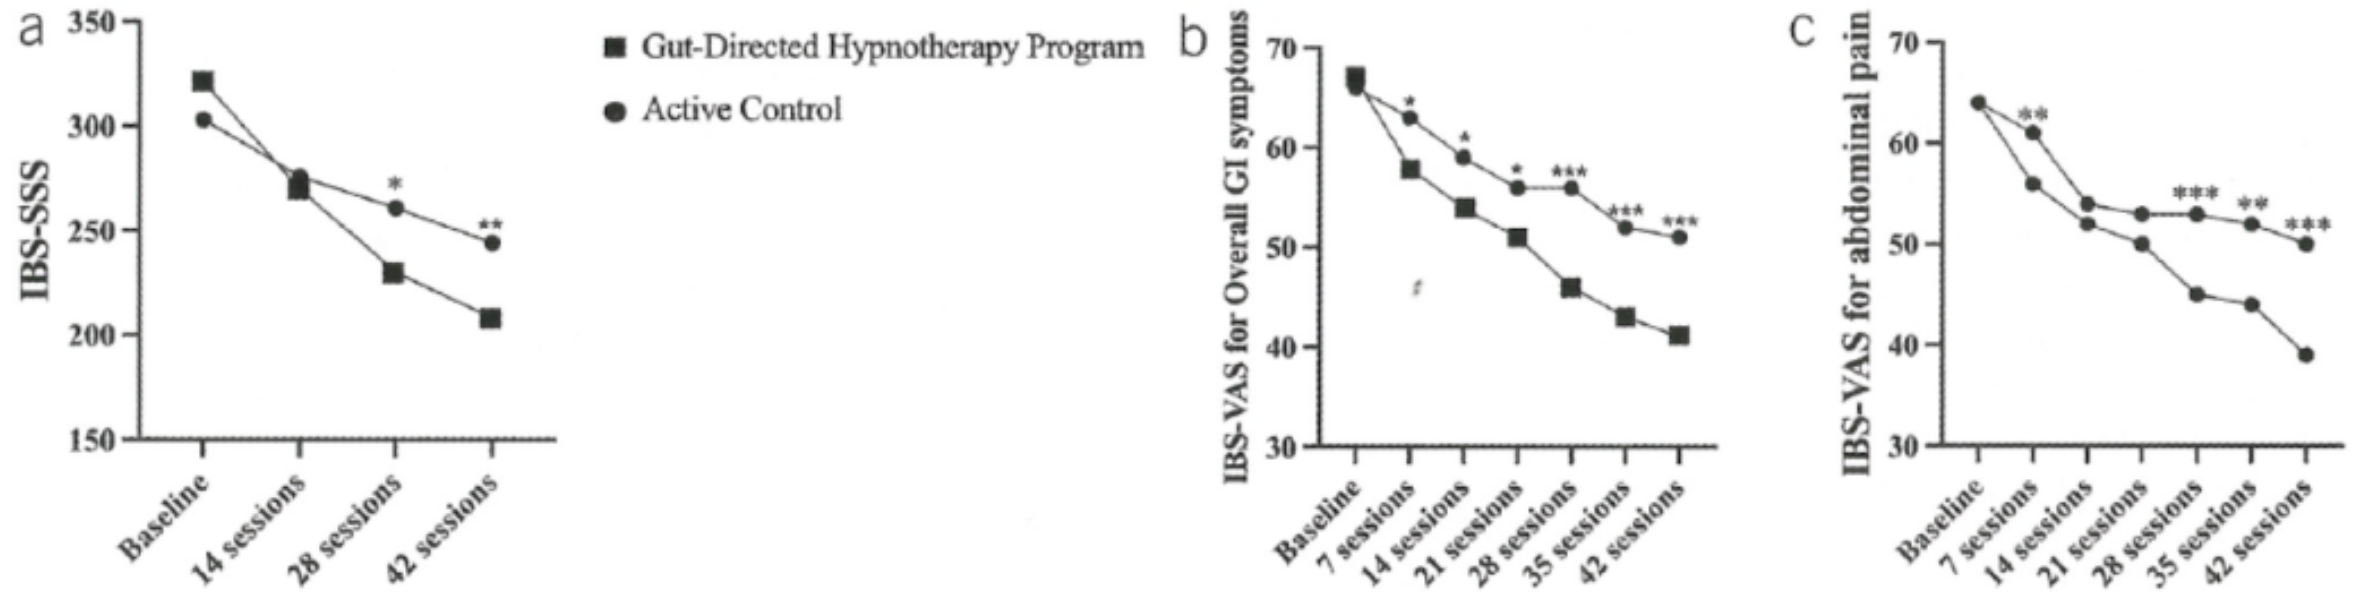 a
IBS-SSS
350
300
250
200
150
*
**
Baseline
14 sessions
28 sessions
42 sessions
Gut-Directed Hypnotherapy Program
Active Control
b
IBS-VAS for Overall GI symptoms
70
60
50
40
30
*
*
*
***
***
***
Baseline
7 sessions
14 sessions
21 sessions
28 sessions
35 sessions
42 sessions
c
IBS-VAS for abdominal pain
70
60
50
40
30
**
***
**
***
Baseline
7 sessions
14 sessions
21 sessions
28 sessions
35 sessions
42 sessions